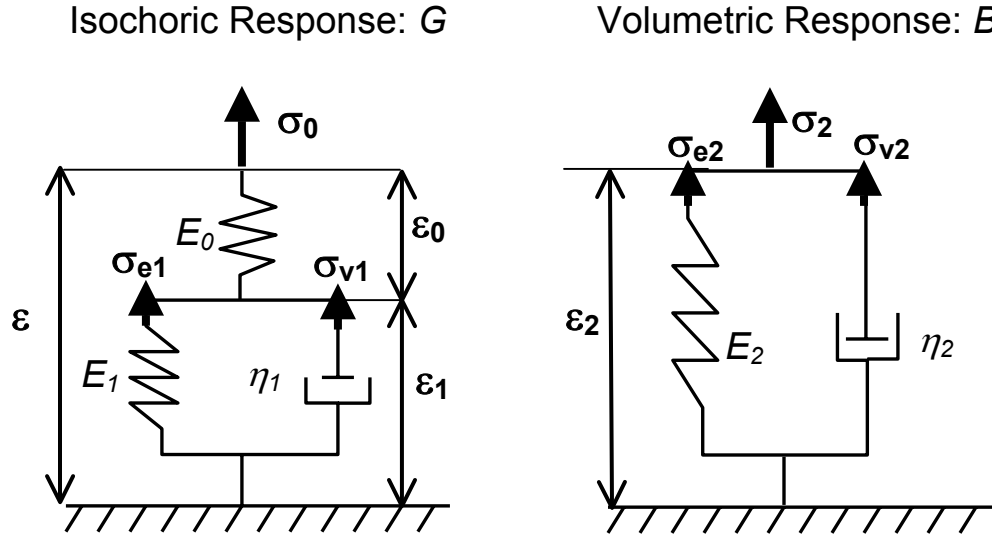 Isochoric Response: G
Volumetric Response: B
σ0
σ2
σe2
σv2
E0
ε0
σe1
σv1
ε
ε2
E2
η2
E1
η1
ε1